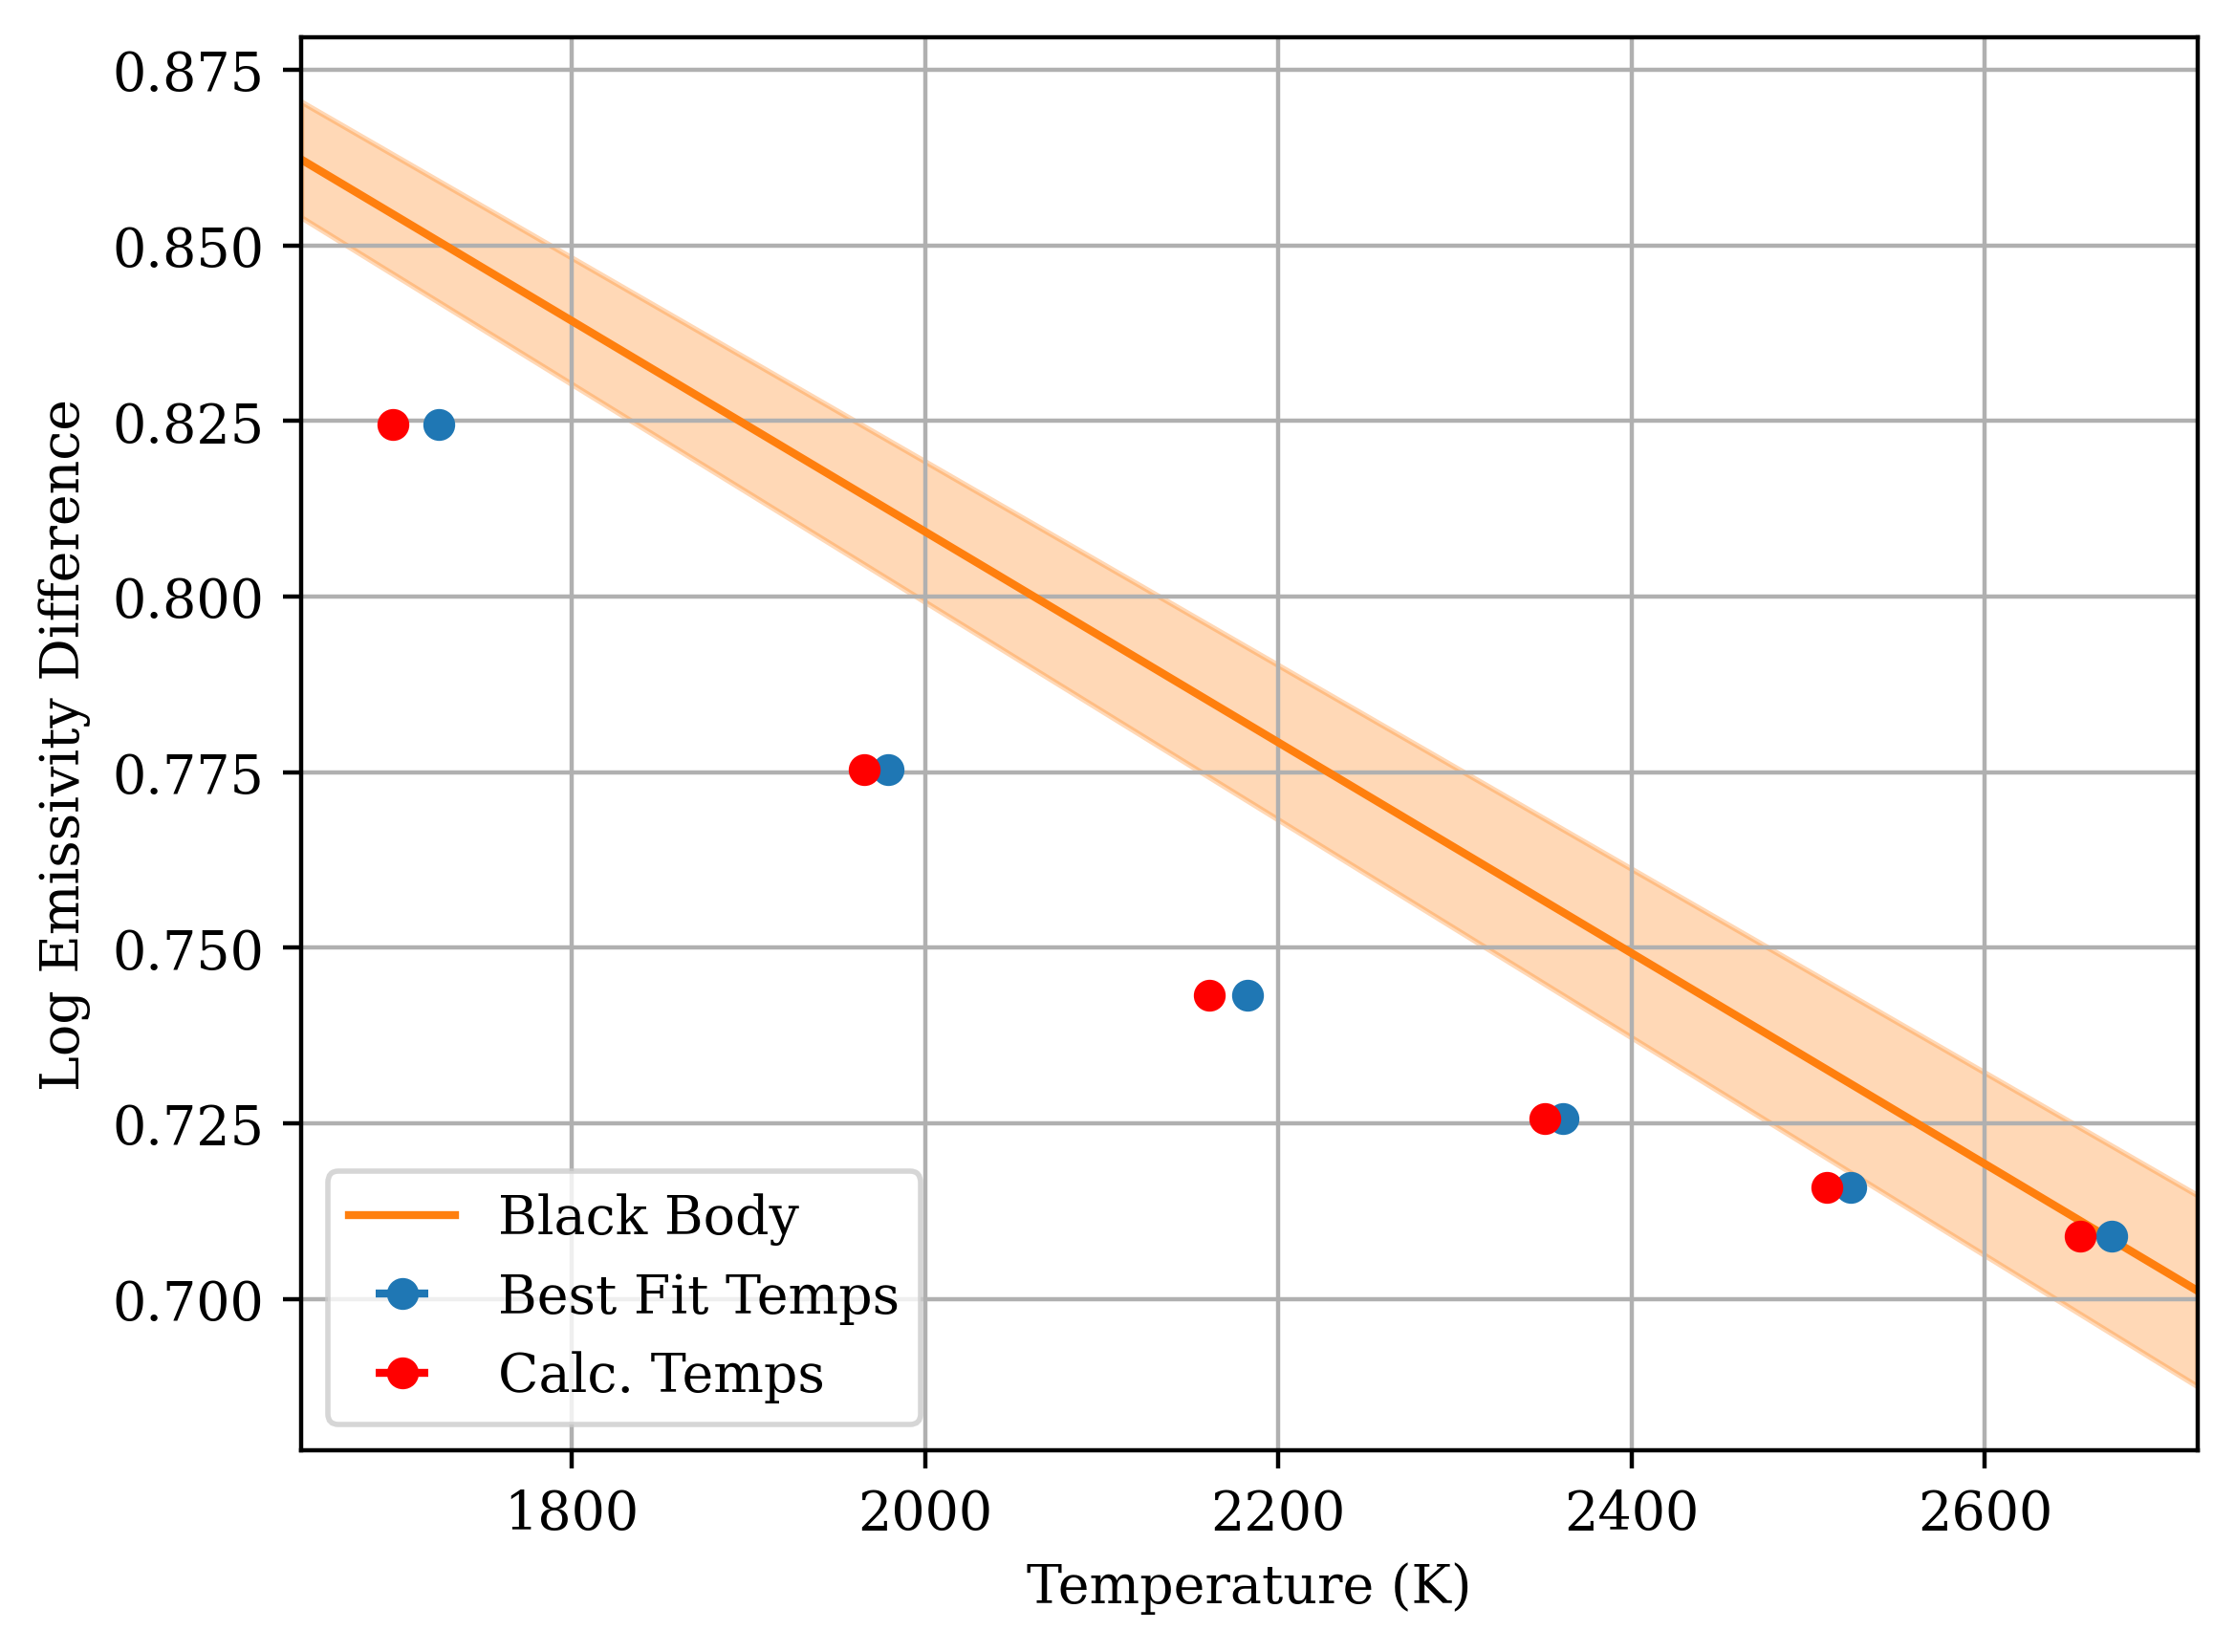 0.875
0.850
0.825
0.800
0.775
0.750
0.725
0.700
Log Emissivity Difference
Black Body
Best Fit Temps
Calc. Temps
1800 2000 2200 2400 2600
Temperature (K)